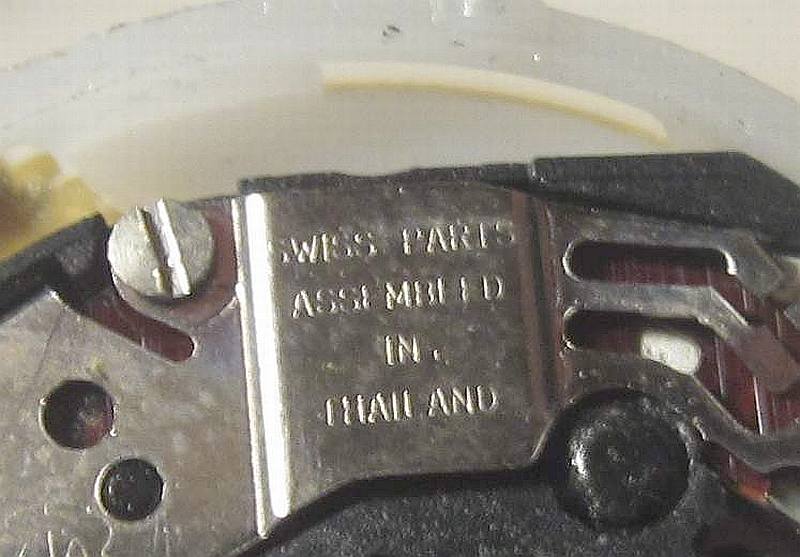 SWISS PARTS
ASSEMBLED
IN
THAILAND